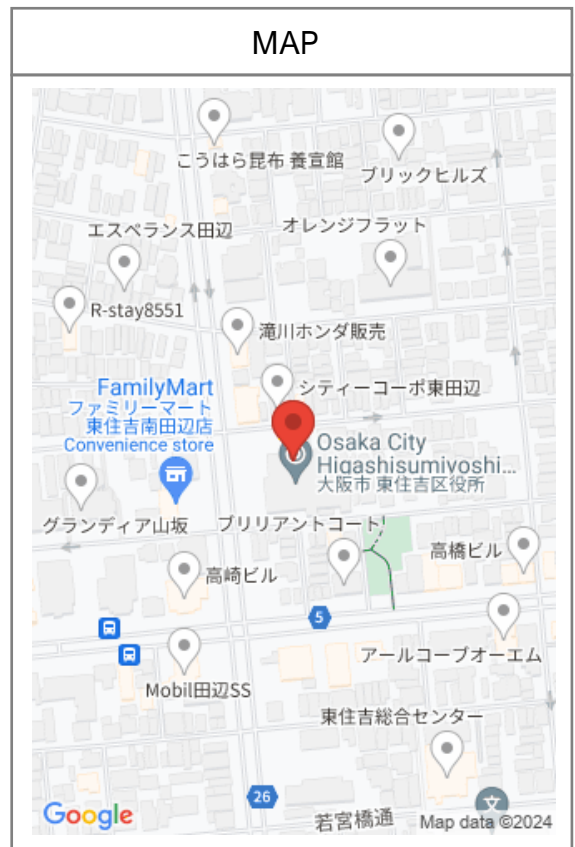 MAP
こうはら昆布 養宣館
ブリックヒルズ
エスペランス田辺
オレンジフラット
R-stay8551
滝川ホンダ販売
シティーコーポ東田辺
FamilyMart
ファミリーマート
東住吉南田辺店
Convenience store
Osaka City
Higashisumiyoshi...
大阪市 東住吉区役所
グランディア山坂
ブリリアントコート
高橋ビル
高崎ビル
5
アールコーブオーエム
Mobil田辺SS
東住吉総合センター
26
文
若宮橋通
Google
Map data ©2024